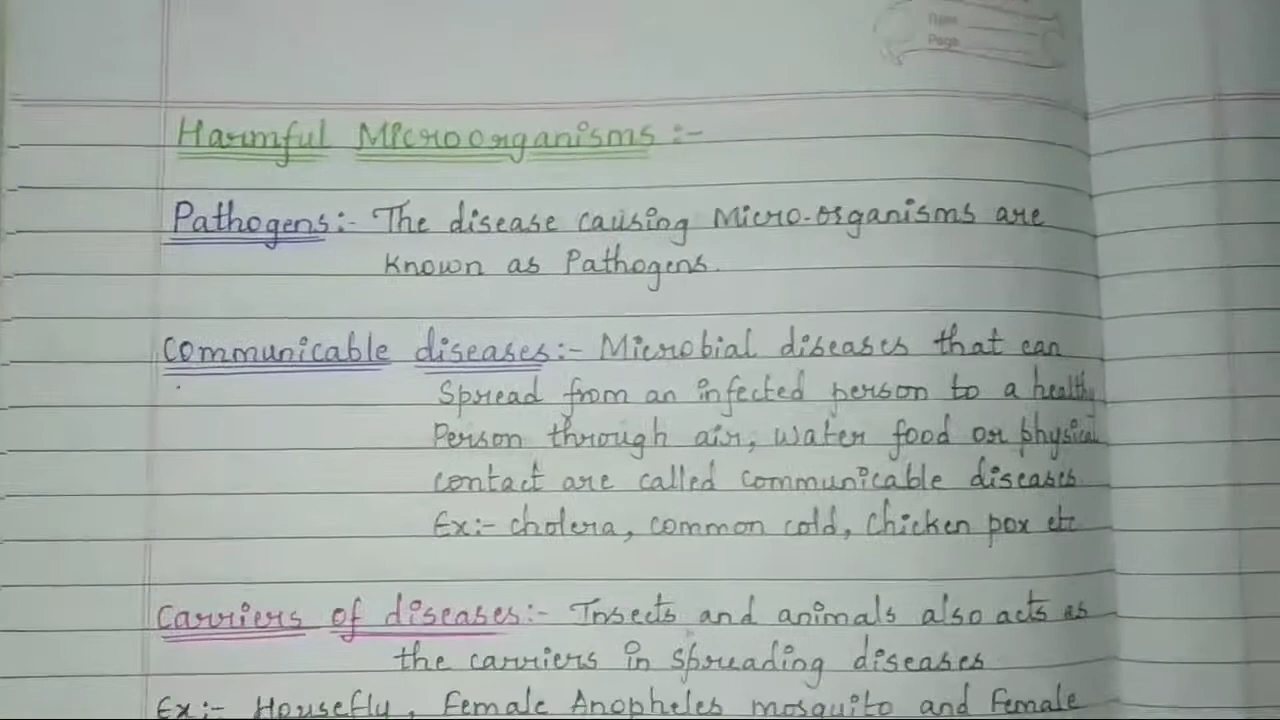 Name
Page
Harmful Microorganisms :-
Pathogens :- The disease causing Micro-organisms are
known as Pathogens.
Communicable diseases :- Microbial diseases that can
Spread from an infected person to a healthy
Person through air, water food or physical
contact are called communicable diseases
Ex :- cholera, common cold, chicken pox etc
Carriers of diseases :- Insects and animals also acts as
the carriers in spreading diseases
Ex :- Housefly, Female Anopheles mosquito and Female